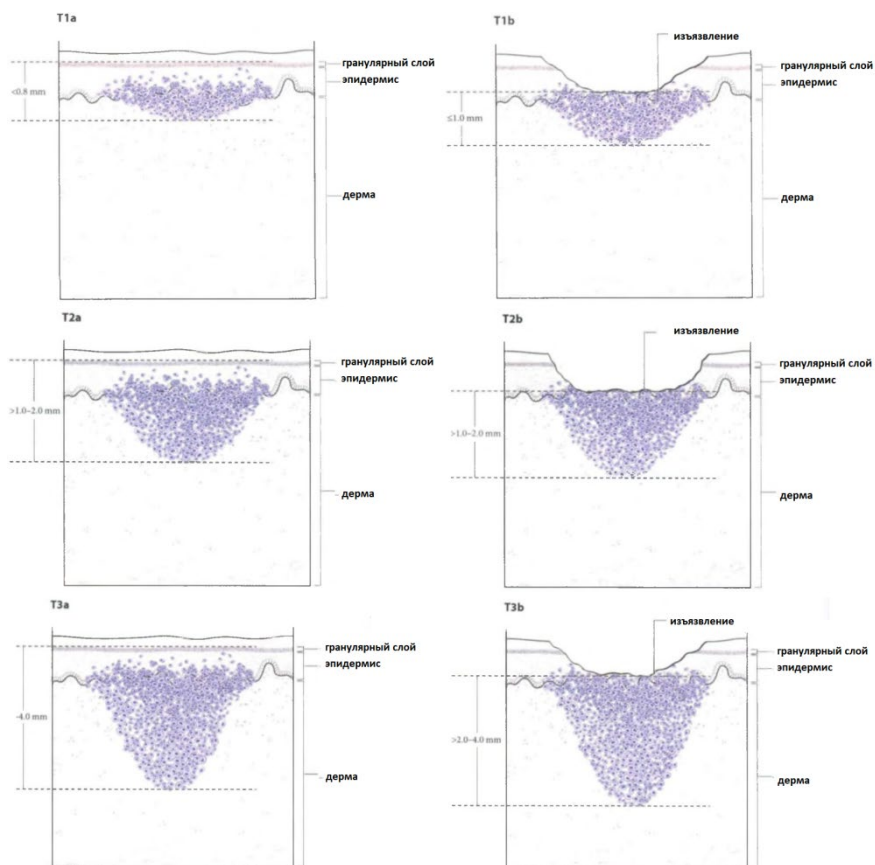 T1a
T1b
изъязвление
гранулярный слой
эпидермис
<0.8 mm
дерма
гранулярный слой
эпидермис
≤1.0 mm
дерма
T2a
T2b
изъязвление
гранулярный слой
эпидермис
>1.0–2.0 mm
дерма
гранулярный слой
эпидермис
>1.0–2.0 mm
дерма
T3a
T3b
изъязвление
гранулярный слой
эпидермис
-4.0 mm
дерма
гранулярный слой
эпидермис
>2.0–4.0 mm
дерма